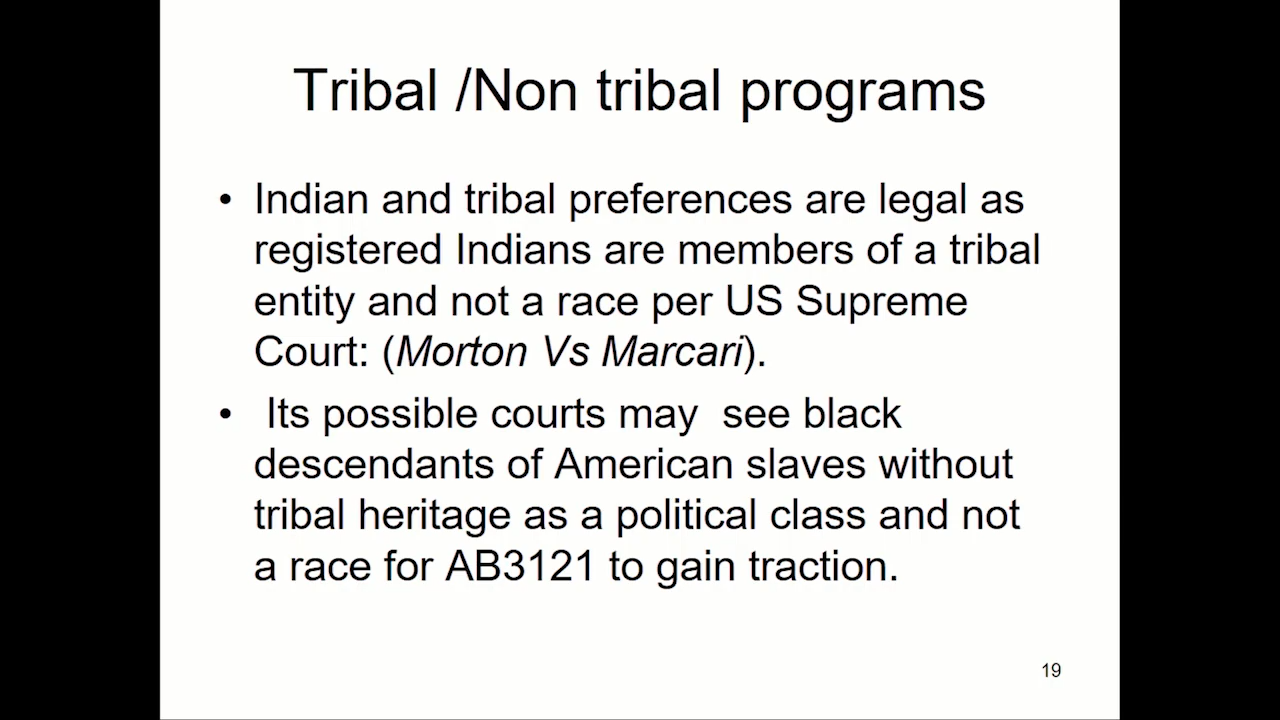 Tribal /Non tribal programs
• Indian and tribal preferences are legal as
registered Indians are members of a tribal
entity and not a race per US Supreme
Court: (Morton Vs Marcari).
• Its possible courts may  see black
descendants of American slaves without
tribal heritage as a political class and not
a race for AB3121 to gain traction.
19